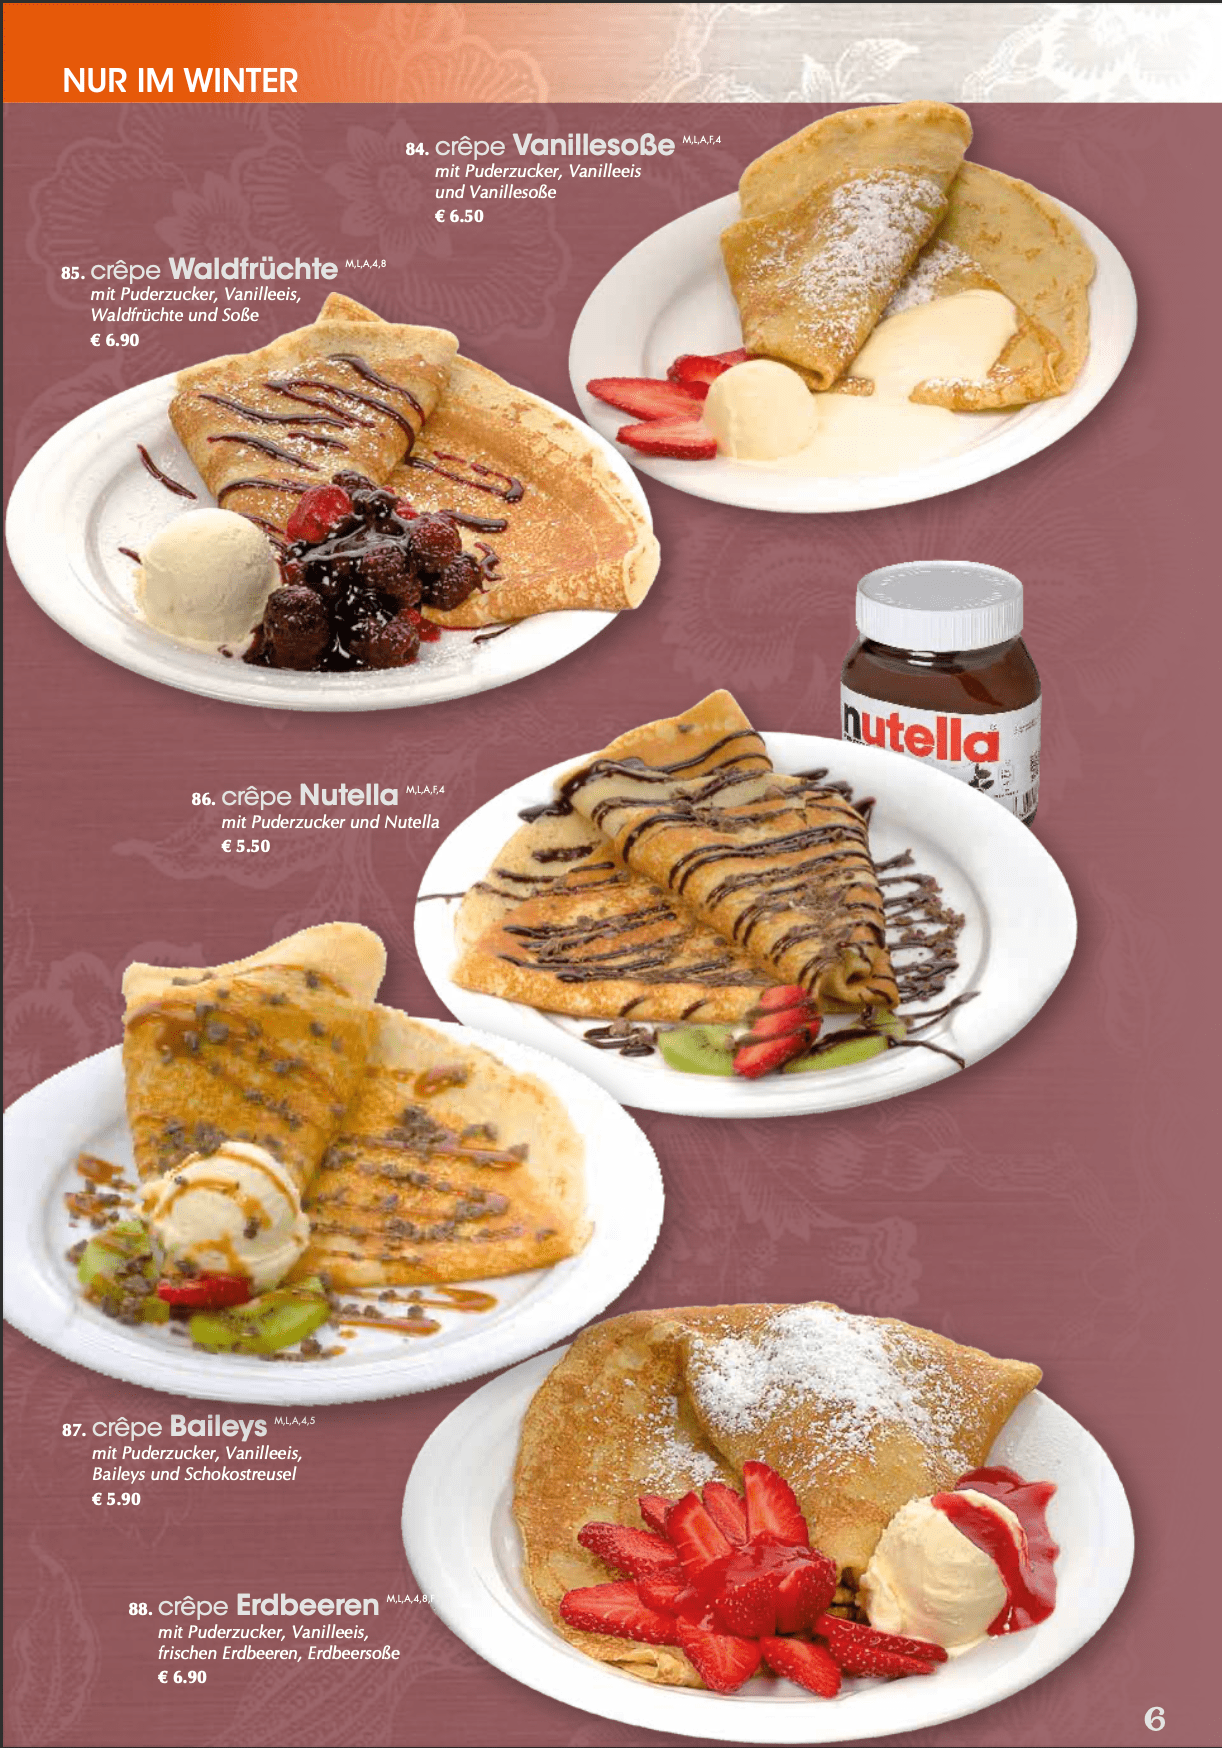 NUR IM WINTER
84. crêpe Vanillesoße M,L,A,F,4
mit Puderzucker, Vanilleeis
und Vanillesoße
€ 6.50
85. crêpe Waldfrüchte M,L,A,4,8
mit Puderzucker, Vanilleeis,
Waldfrüchte und Soße
€ 6.90
nutella
86. crêpe Nutella M,L,A,F,4
mit Puderzucker und Nutella
€ 5.50
87. crêpe Baileys M,L,A,4,5
mit Puderzucker, Vanilleeis,
Baileys und Schokostreusel
€ 5.90
88. crêpe Erdbeeren M,L,A,4,8,F
mit Puderzucker, Vanilleeis,
frischen Erdbeeren, Erdbeersoße
€ 6.90
6